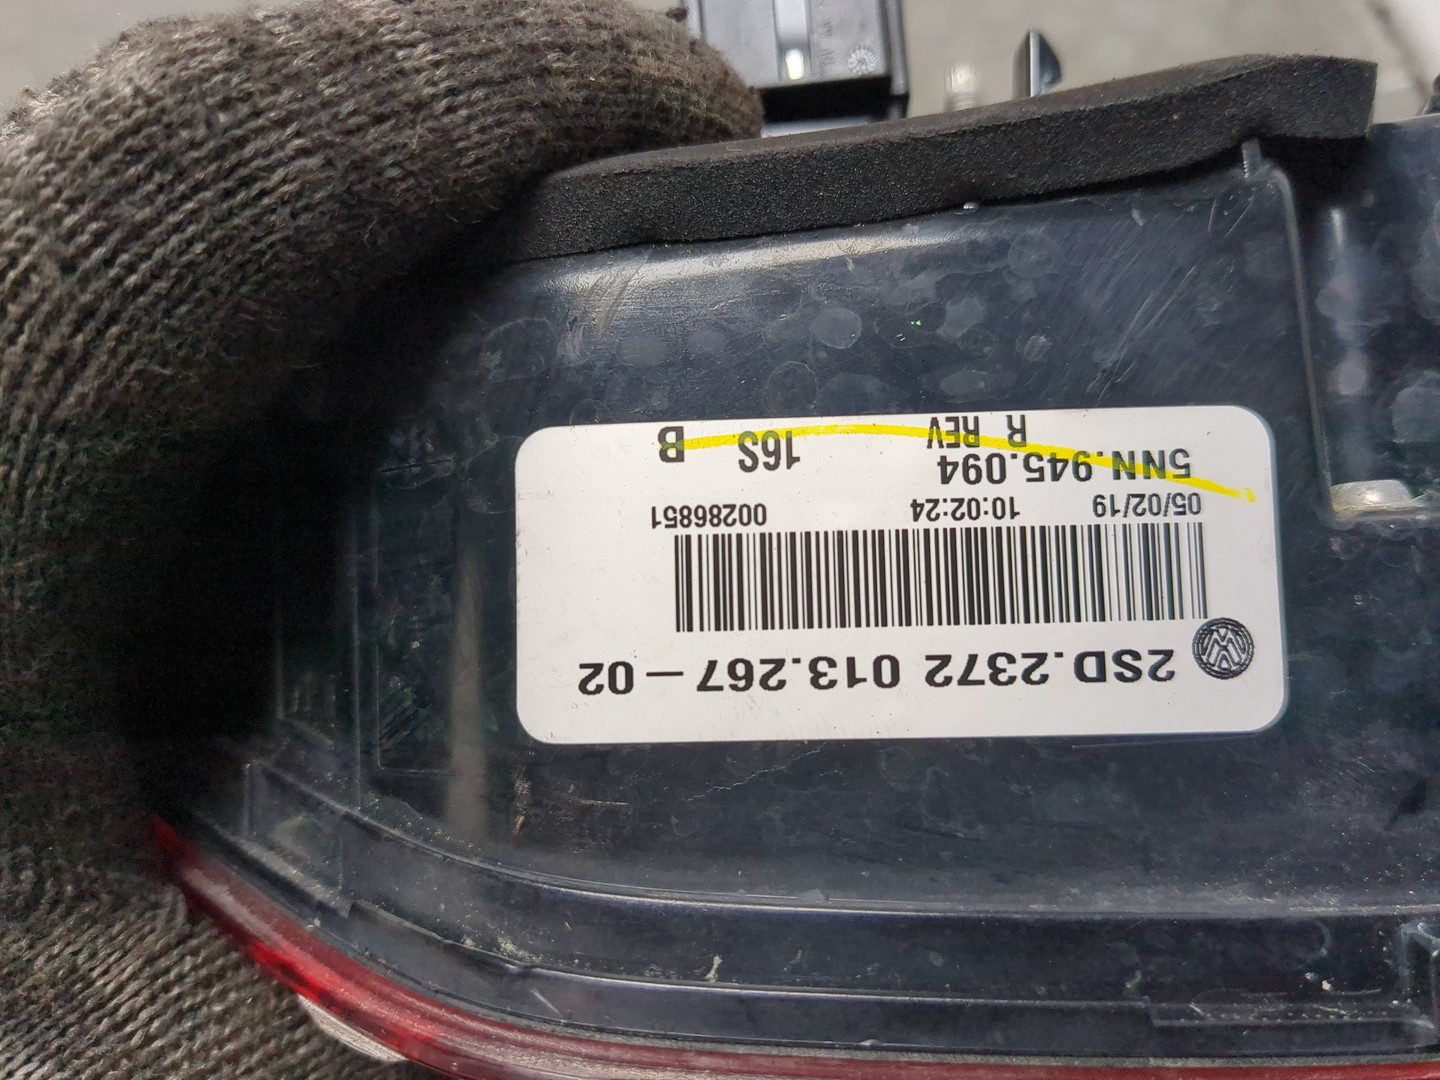 2SD.2372 013.267-02
05/02/19 10:02:24 00286851
5NN.945.094
R REV 16S B